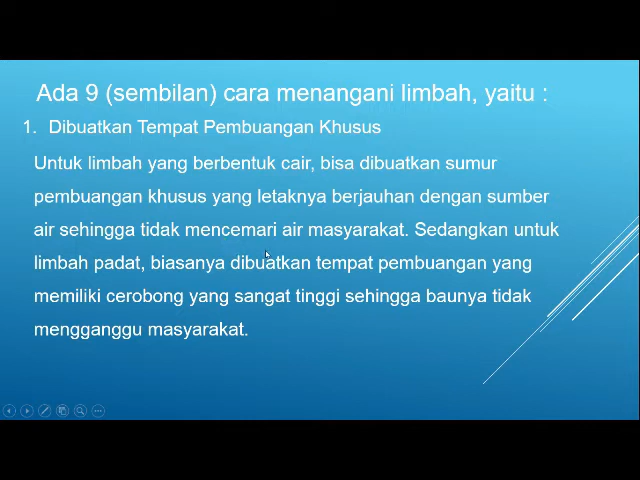 Ada 9 (sembilan) cara menangani limbah, yaitu :
1. Dibuatkan Tempat Pembuangan Khusus
Untuk limbah yang berbentuk cair, bisa dibuatkan sumur
pembuangan khusus yang letaknya berjauhan dengan sumber
air sehingga tidak mencemari air masyarakat. Sedangkan untuk
limbah padat, biasanya dibuatkan tempat pembuangan yang
memiliki cerobong yang sangat tinggi sehingga baunya tidak
mengganggu masyarakat.